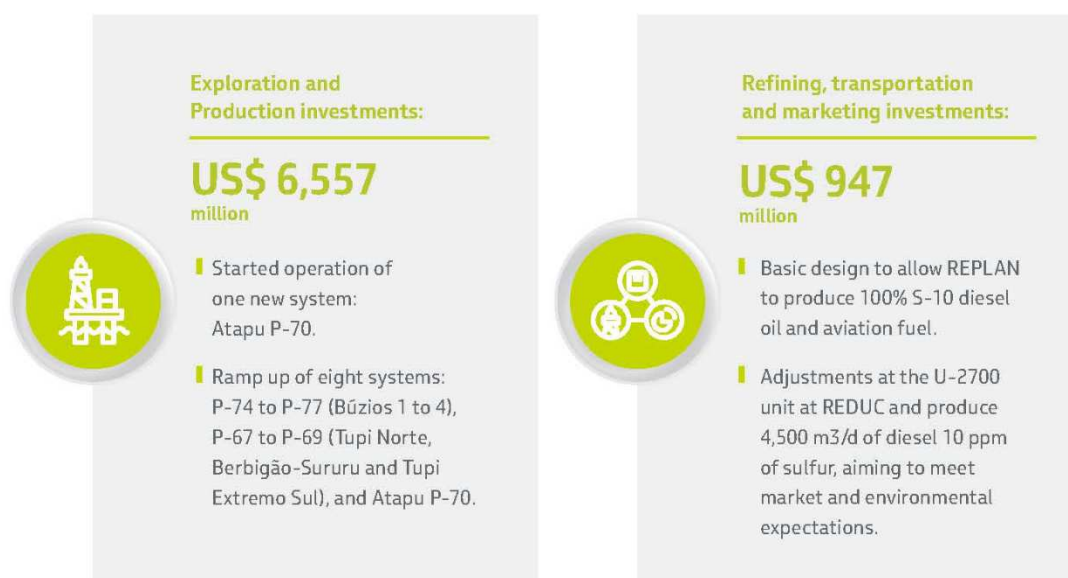 Exploration and
Production investments:
US$ 6,557
million
Started operation of
one new system:
Atapu P-70.
Ramp up of eight systems:
P-74 to P-77 (Búzios 1 to 4),
P-67 to P-69 (Tupi Norte,
Berbigão-Sururu and Tupi
Extremo Sul), and Atapu P-70.
Refining, transportation
and marketing investments:
US$ 947
million
Basic design to allow REPLAN
to produce 100% S-10 diesel
oil and aviation fuel.
Adjustments at the U-2700
unit at REDUC and produce
4,500 m3/d of diesel 10 ppm
of sulfur, aiming to meet
market and environmental
expectations.